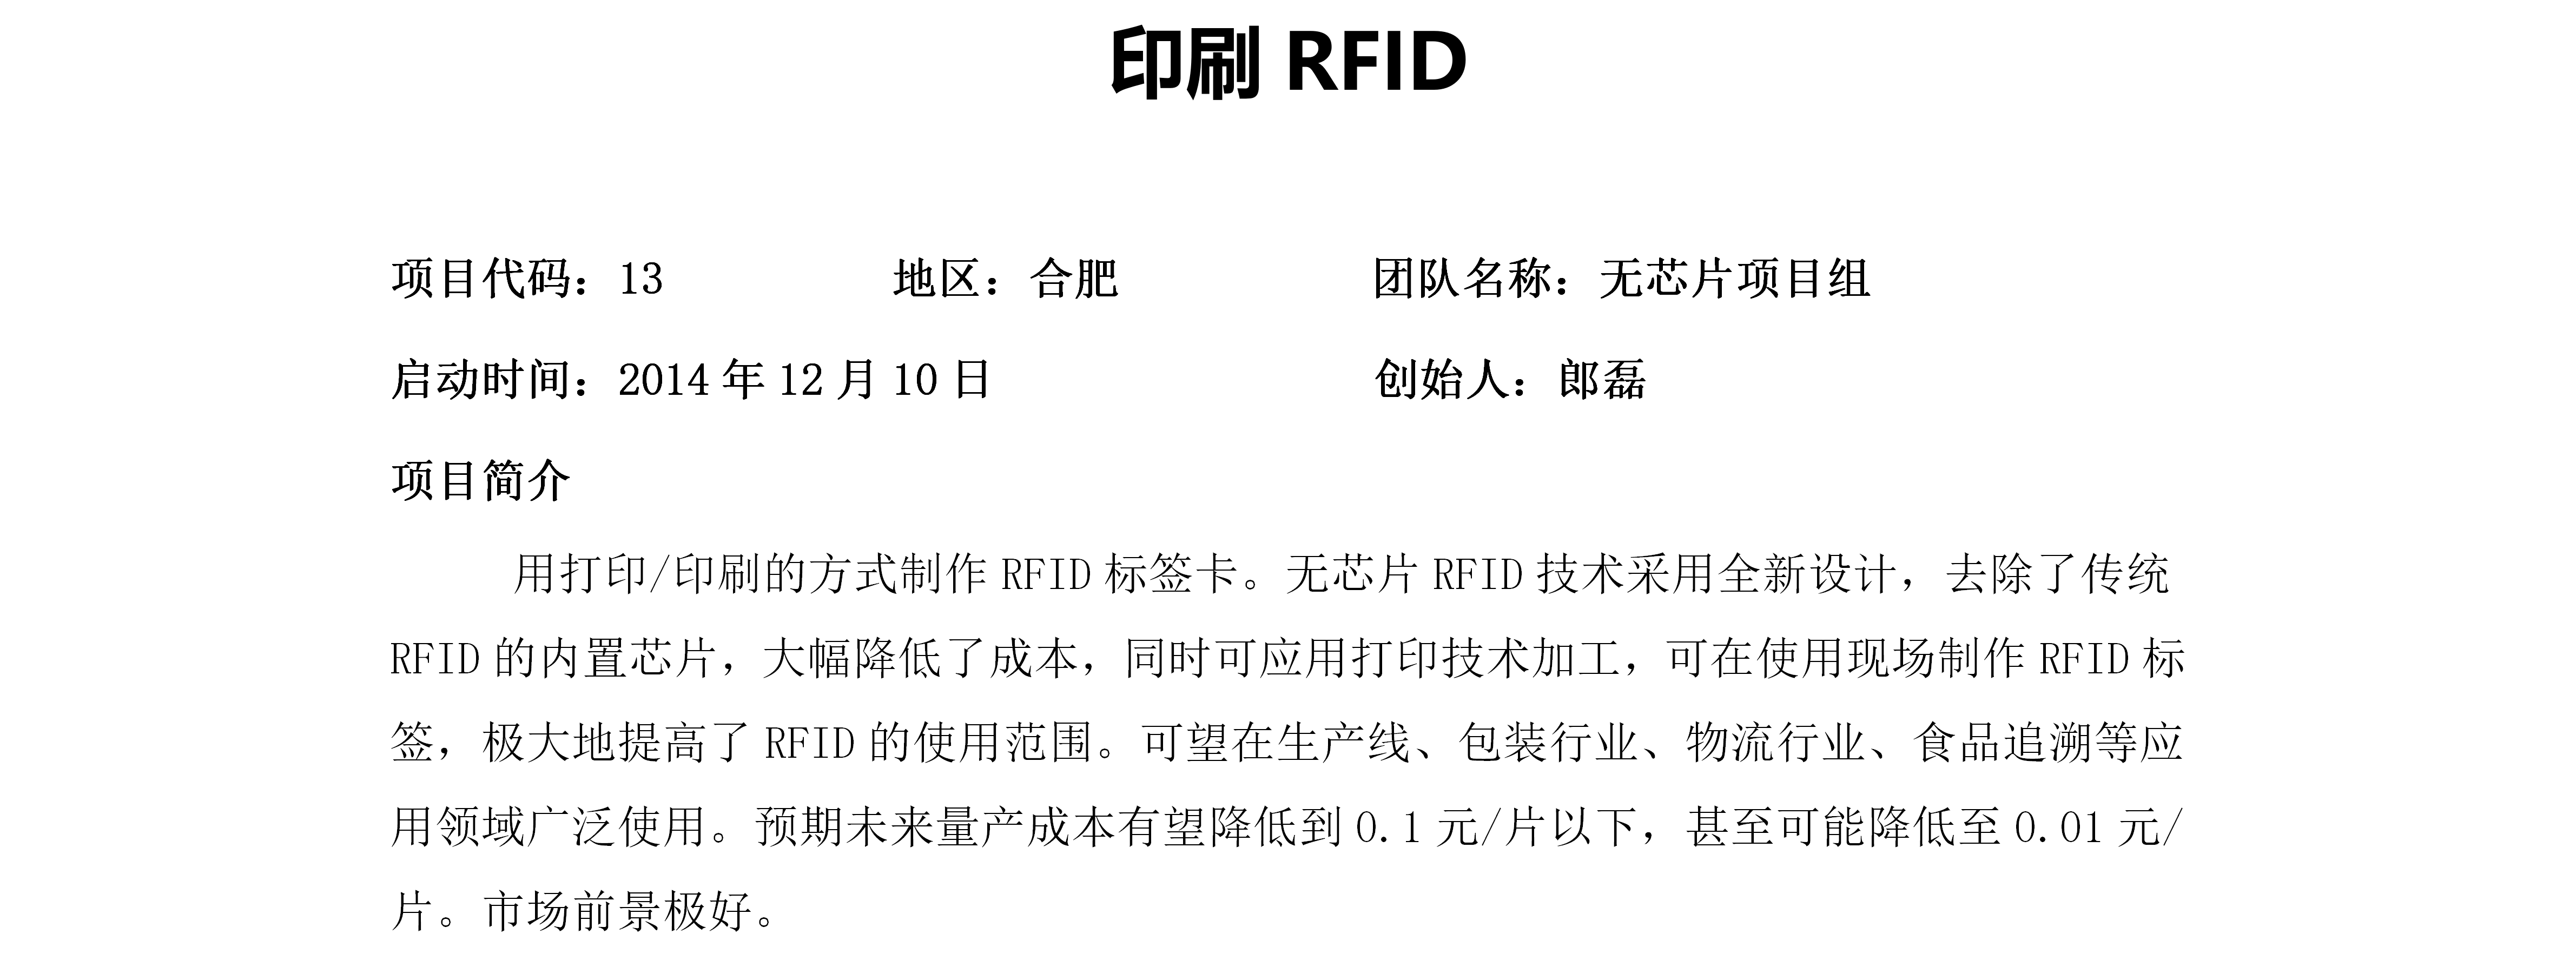 印刷 RFID
项目代码：13 地区：合肥 团队名称：无芯片项目组
启动时间：2014 年 12 月 10 日 创始人：郎磊
项目简介
用打印/印刷的方式制作 RFID 标签卡。无芯片 RFID 技术采用全新设计，去除了传统
RFID 的内置芯片，大幅降低了成本，同时可应用打印技术加工，可在使用现场制作 RFID 标
签，极大地提高了 RFID 的使用范围。可望在生产线、包装行业、物流行业、食品追溯等应
用领域广泛使用。预期未来量产成本有望降低到 0.1 元/片以下，甚至可能降低至 0.01 元/
片。市场前景极好。